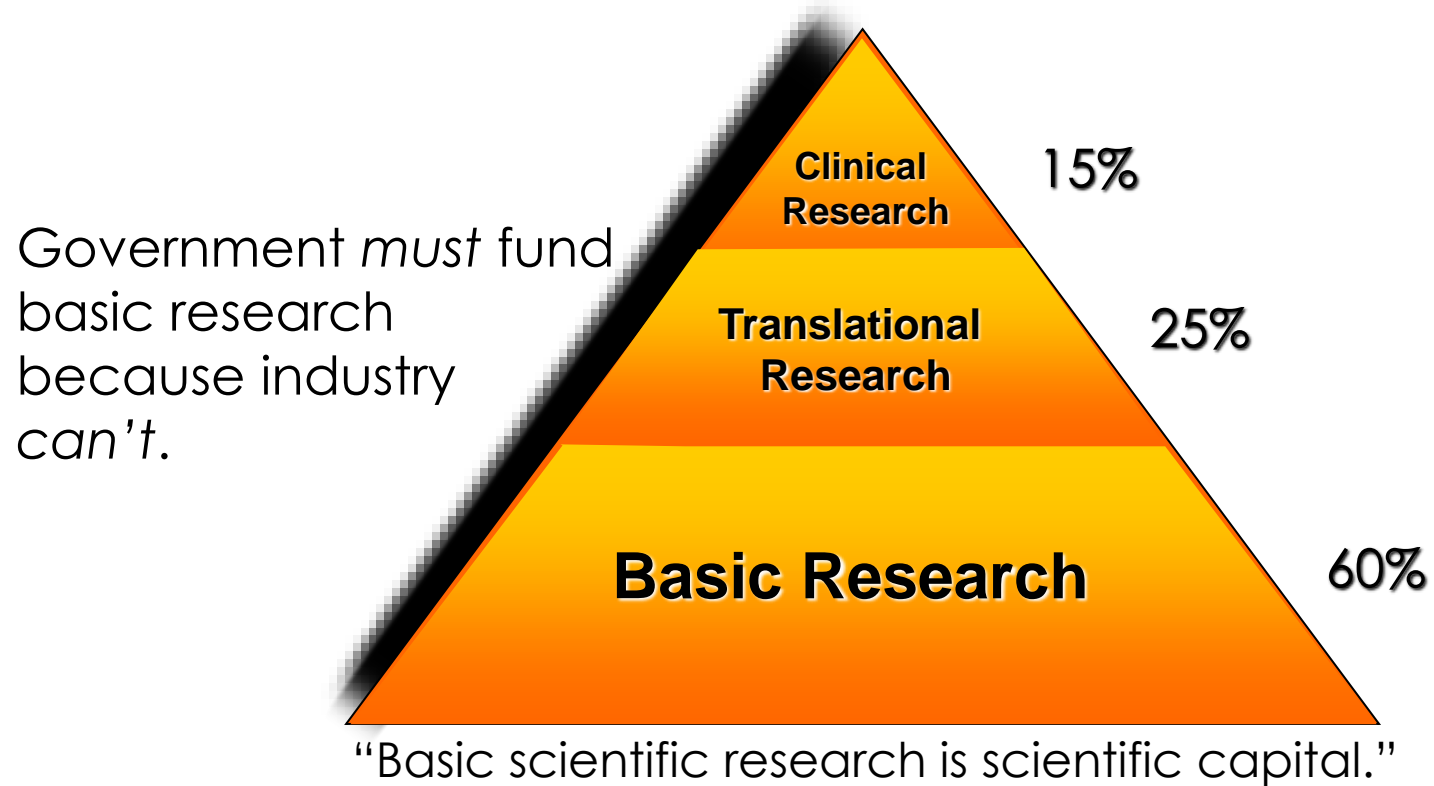 Clinical
Research
15%
Government must fund
basic research
because industry
can’t.
Translational
Research
25%
Basic Research
60%
“Basic scientific research is scientific capital.”